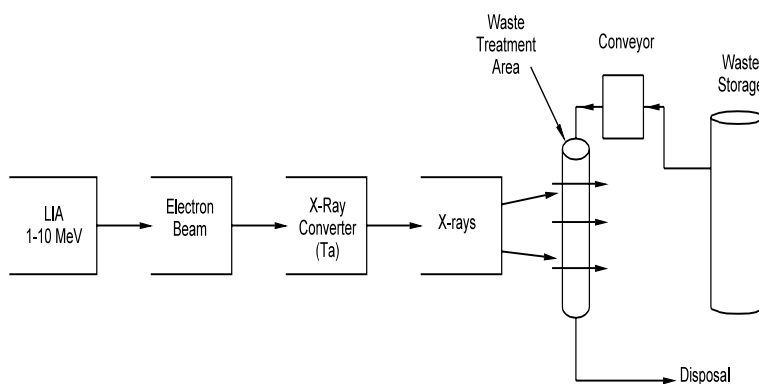 Waste
Treatment
Area
Conveyor
Waste
Storage
LIA
1-10 MeV
Electron
Beam
X-Ray
Converter
(Ta)
X-rays
Disposal